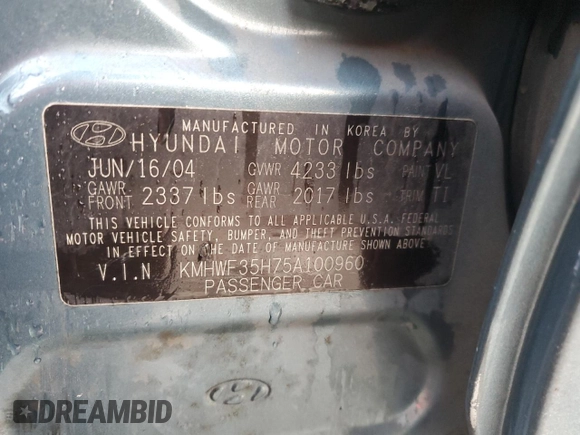 MANUFACTURED IN KOREA BY
HYUNDAI MOTOR COMPANY
JUN/16/04 GVWR 4233 lbs PAINT VL
GAWR FRONT 2337 lbs GAWR REAR 2017 lbs TRIM TI
THIS VEHICLE CONFORMS TO ALL APPLICABLE U.S.A. FEDERAL
MOTOR VEHICLE SAFETY, BUMPER, AND THEFT PREVENTION STANDARDS
IN EFFECT ON THE DATE OF MANUFACTURE SHOWN ABOVE
V.I.N KMHWF35H75A100960
PASSENGER CAR
DREAMBID